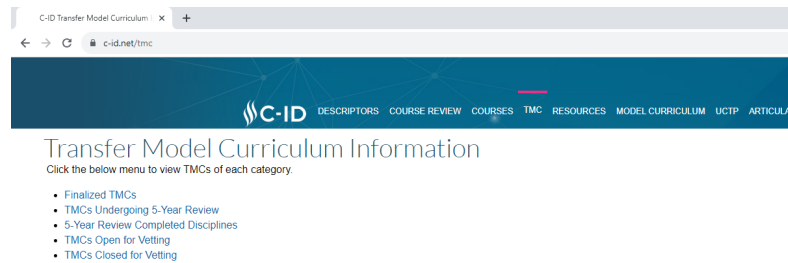 C-ID Transfer Model Curriculum
c-id.net/tmc
C-ID DESCRIPTORS COURSE REVIEW COURSES TMC RESOURCES MODEL CURRICULUM UCTP ARTICULA
Transfer Model Curriculum Information
Click the below menu to view TMCs of each category.
Finalized TMCs
TMCs Undergoing 5-Year Review
5-Year Review Completed Disciplines
TMCs Open for Vetting
TMCs Closed for Vetting